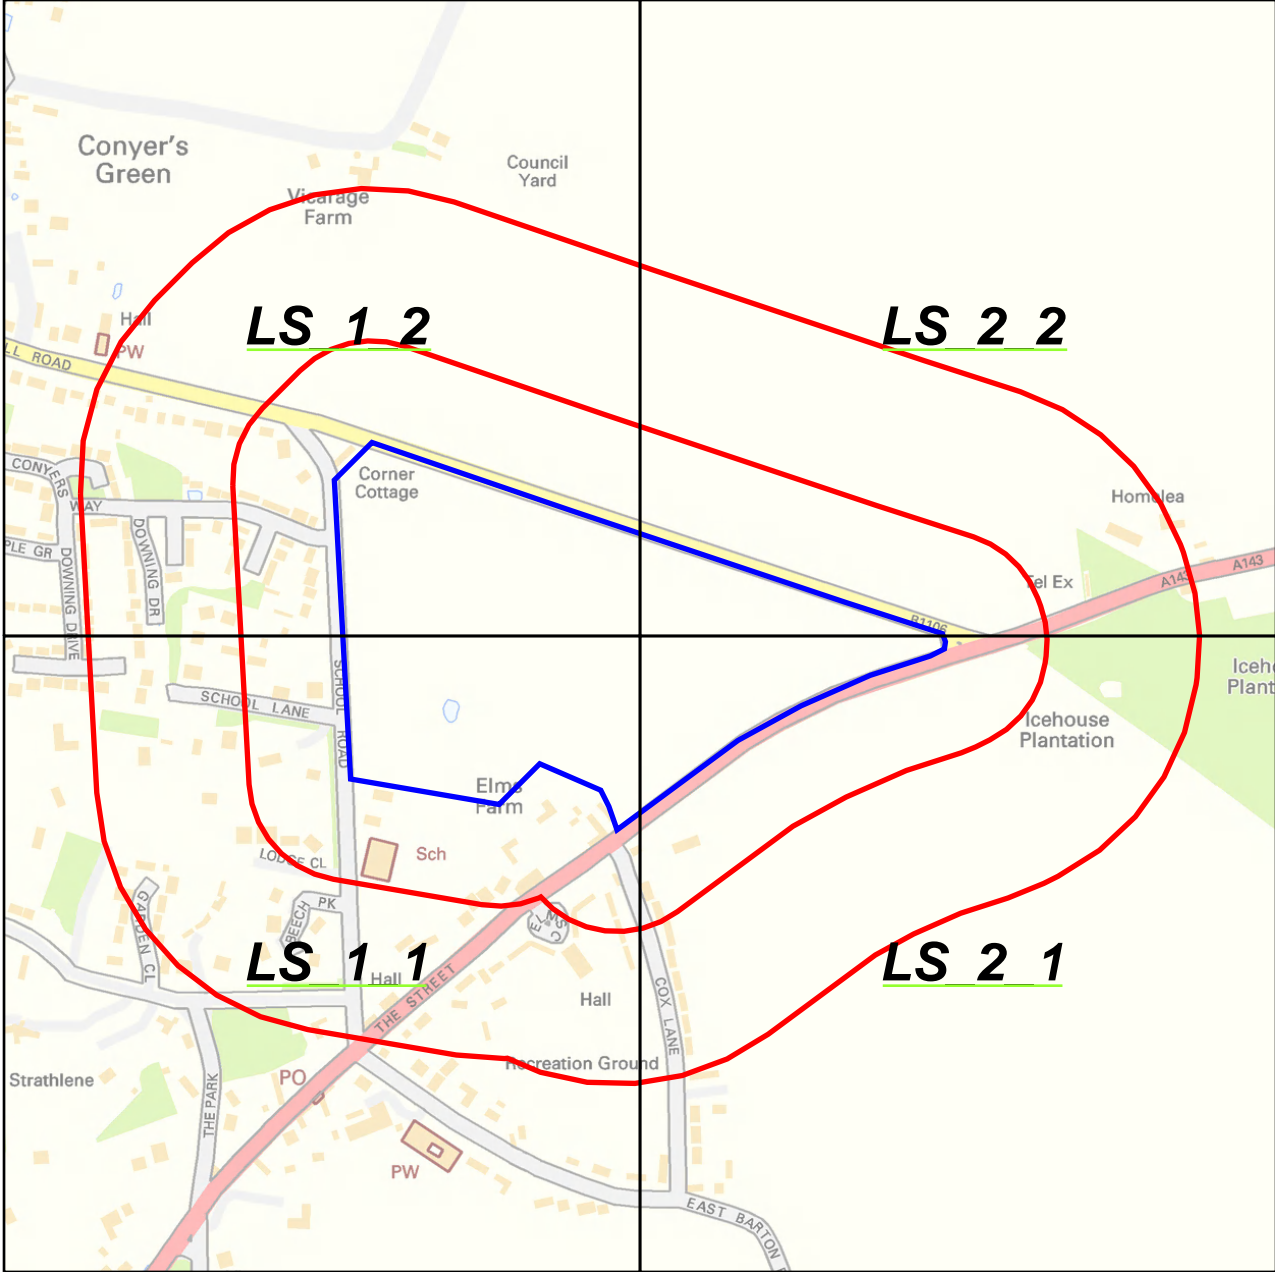 Conyer's
Green
Council
Yard
Vicarage
Farm
Hall
PW
LL ROAD
LS_1_2
LS_2_2
Corner
Cottage
CONYERS
WAY
Homelea
PLE GR
DOWNING DRIVE
DOWNING DR
A143
A143
Tel Ex
B1106
SCHOOL ROAD
SCHOOL LANE
Iceh
Plant
Icehouse
Plantation
Elms
Farm
Sch
LODGE CL
PK
BEECH
GARDEN CL
ELMS
C
LS_1_1
LS_2_1
Hall
THE STREET
Hall
COX LANE
Recreation Ground
Strathlene
PO
THE PARK
PW
EAST BARTON